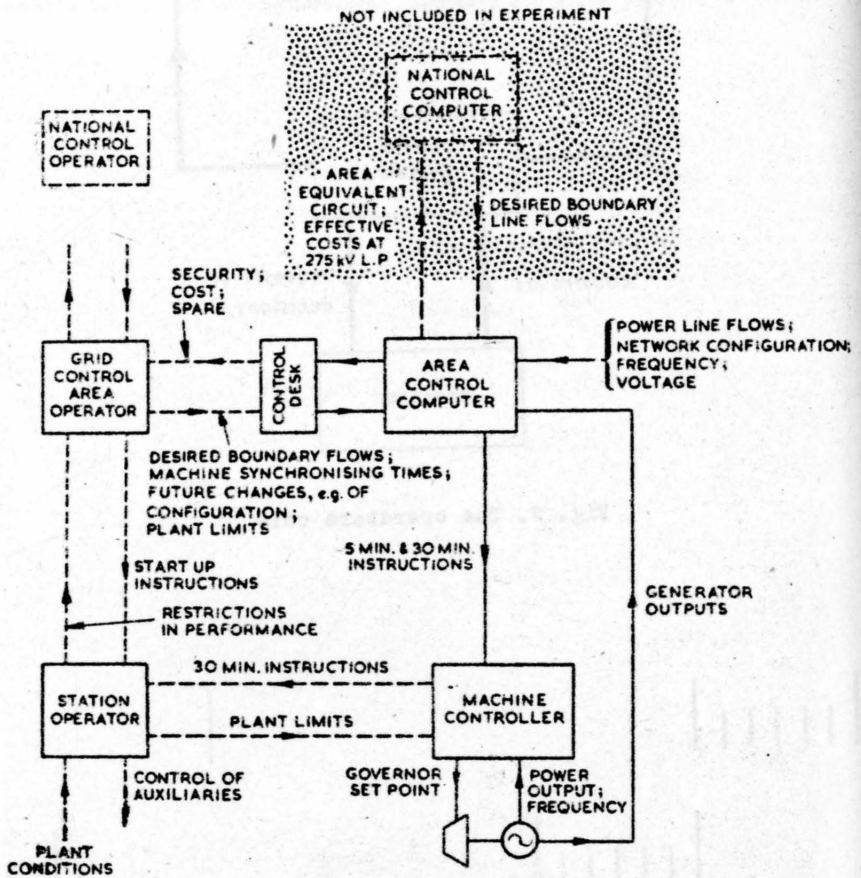 NOT INCLUDED IN EXPERIMENT
NATIONAL
CONTROL
COMPUTER
NATIONAL
CONTROL
OPERATOR
AREA
EQUIVALENT
CIRCUIT;
EFFECTIVE
COSTS AT
275 kV L.P
DESIRED BOUNDARY
LINE FLOWS
SECURITY;
COST;
SPARE
GRID
CONTROL
AREA
OPERATOR
CONTROL
DESK
AREA
CONTROL
COMPUTER
POWER LINE FLOWS;
NETWORK CONFIGURATION;
FREQUENCY;
VOLTAGE
DESIRED BOUNDARY FLOWS;
MACHINE SYNCHRONISING TIMES;
FUTURE CHANGES, e.g. OF
CONFIGURATION;
PLANT LIMITS
5 MIN. & 30 MIN.
INSTRUCTIONS
START UP
INSTRUCTIONS
GENERATOR
OUTPUTS
RESTRICTIONS
IN PERFORMANCE
30 MIN. INSTRUCTIONS
STATION
OPERATOR
MACHINE
CONTROLLER
PLANT LIMITS
CONTROL OF
AUXILIARIES
GOVERNOR
SET POINT
POWER
OUTPUT;
FREQUENCY
PLANT
CONDITIONS